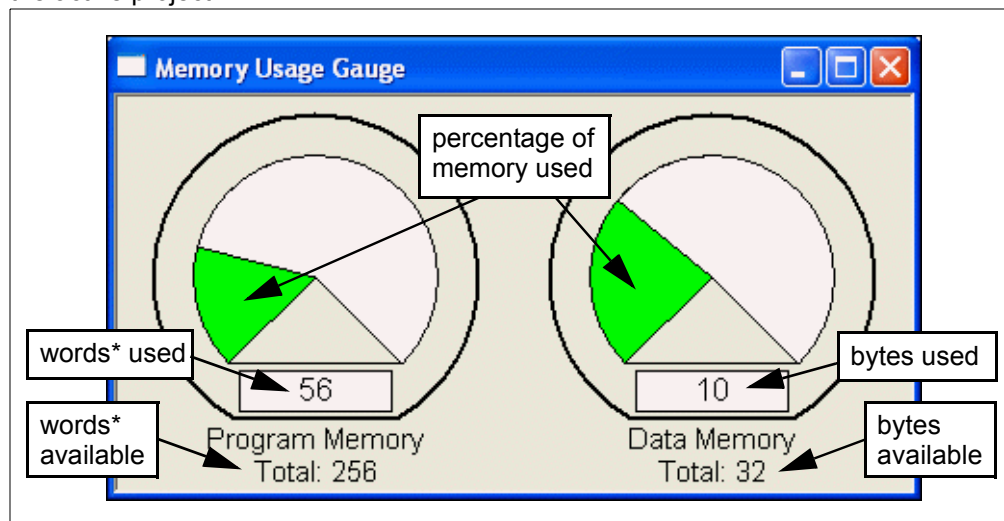 Memory Usage Gauge
percentage of
memory used
words* used
56
10
bytes used
words*
available
Program Memory
Total: 256
Data Memory
Total: 32
bytes
available